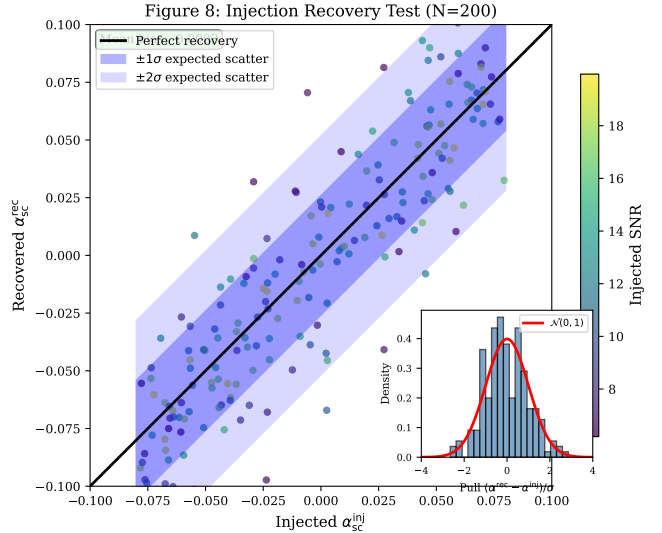 Figure 8: Injection Recovery Test (N=200)
Perfect recovery
±1σ expected scatter
±2σ expected scatter
0.100
0.075
0.050
0.025
0.000
−0.025
−0.050
−0.075
−0.100
Recovered α_sc^rec
−0.100 −0.075 −0.050 −0.025 0.000 0.025 0.050 0.075 0.100
Injected α_sc^inj
18
16
14
12
10
8
Injected SNR
𝒩(0, 1)
0.4
0.3
0.2
0.1
0.0
Density
−4 −2 0 2 4
Pull (α^rec − α^inj)/σ